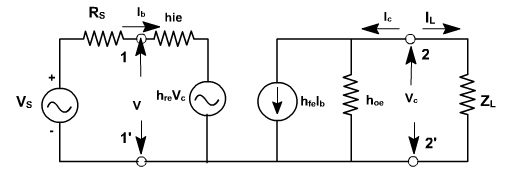 Rs Ib hie Ic IL
1 2
+
Vs V hreVc hfeIb hoe Vc ZL
-
1' 2'